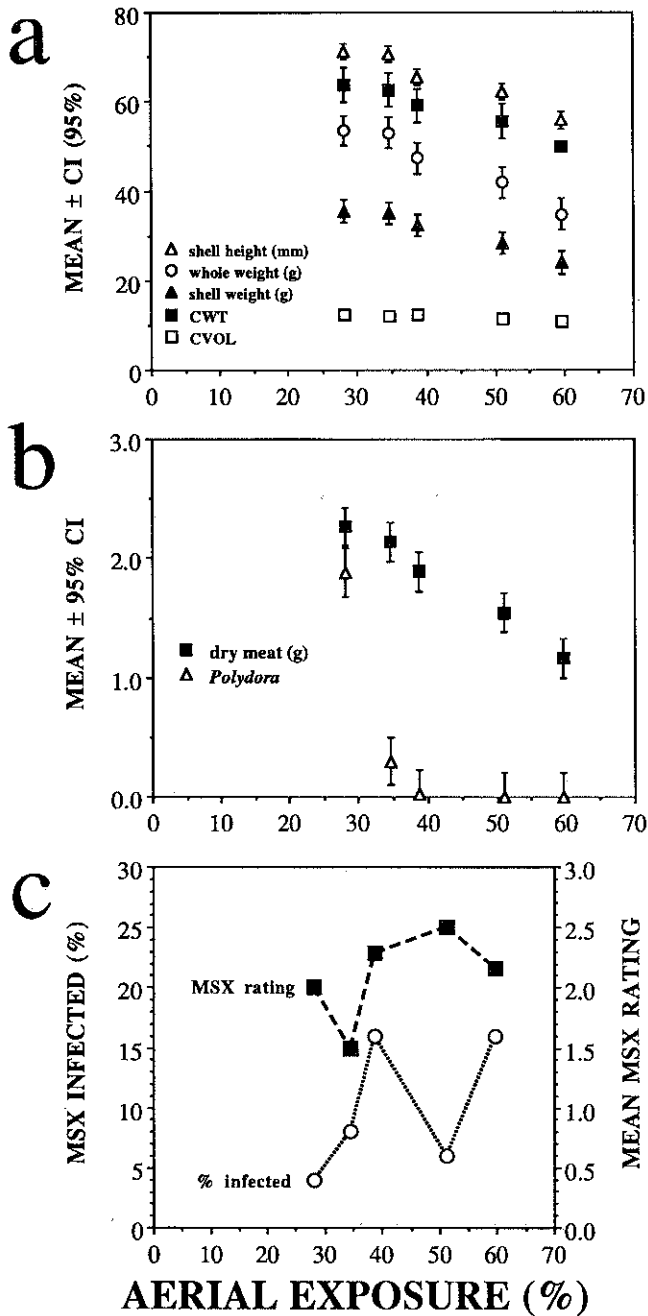 a
MEAN ± CI (95%)
80
60
40
20
0
shell height (mm)
whole weight (g)
shell weight (g)
CWT
CVOL
0 10 20 30 40 50 60 70
b
MEAN ± 95% CI
3.0
2.0
1.0
0.0
dry meat (g)
Polydora
0 10 20 30 40 50 60 70
c
MSX INFECTED (%)
30
25
20
15
10
5
0
MSX rating
% infected
3.0
2.5
2.0
1.5
1.0
0.5
0.0
MEAN MSX RATING
0 10 20 30 40 50 60 70
AERIAL EXPOSURE (%)